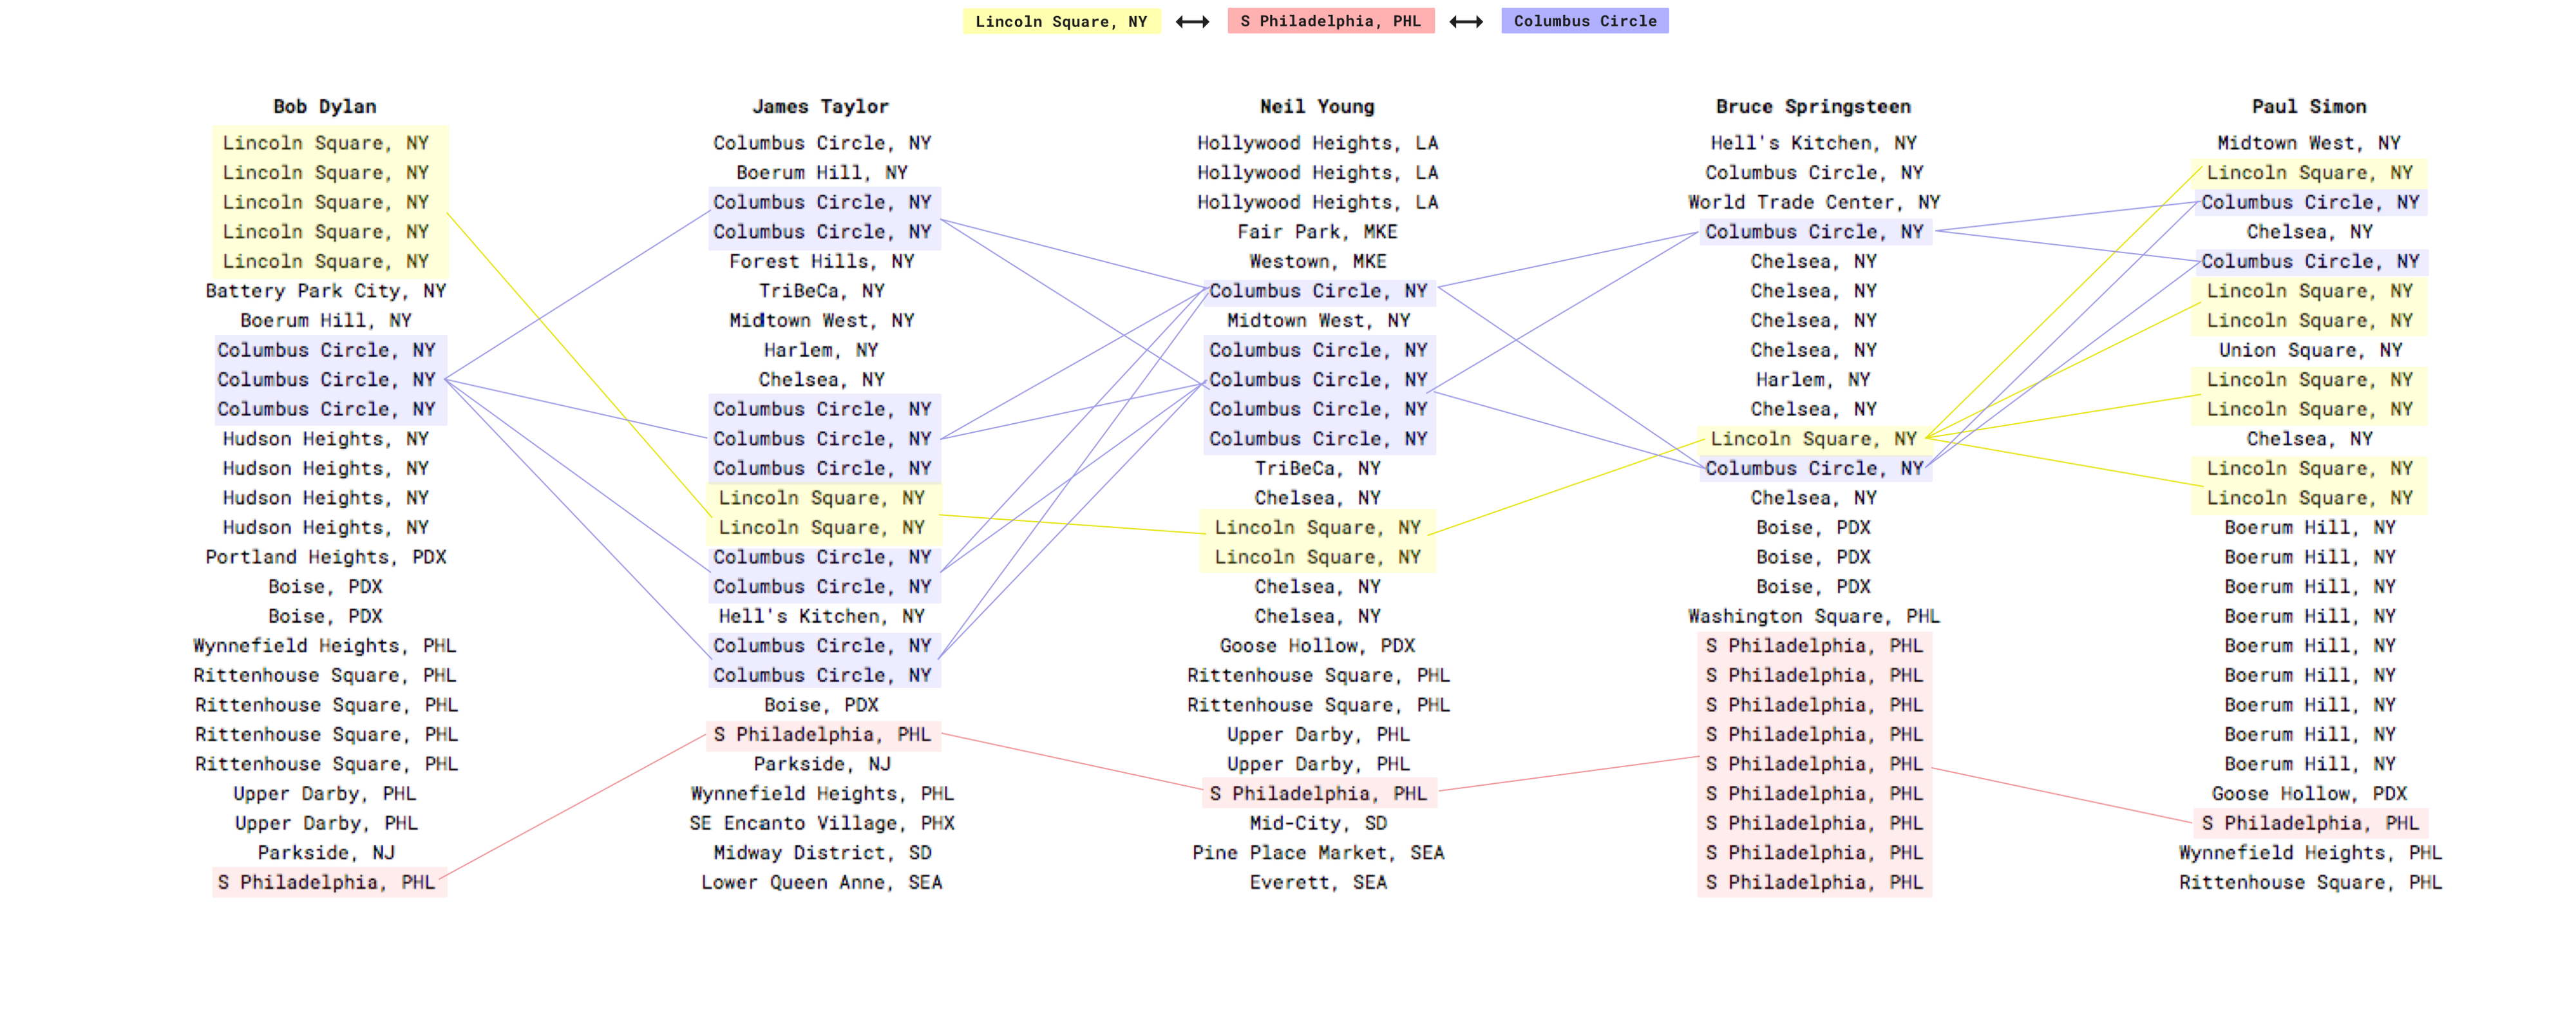 Lincoln Square, NY
S Philadelphia, PHL
Columbus Circle
Bob Dylan
Lincoln Square, NY
Lincoln Square, NY
Lincoln Square, NY
Lincoln Square, NY
Lincoln Square, NY
Battery Park City, NY
Boerum Hill, NY
Columbus Circle, NY
Columbus Circle, NY
Columbus Circle, NY
Hudson Heights, NY
Hudson Heights, NY
Hudson Heights, NY
Hudson Heights, NY
Portland Heights, PDX
Boise, PDX
Boise, PDX
Wynnefield Heights, PHL
Rittenhouse Square, PHL
Rittenhouse Square, PHL
Rittenhouse Square, PHL
Rittenhouse Square, PHL
Upper Darby, PHL
Upper Darby, PHL
Parkside, NJ
S Philadelphia, PHL
James Taylor
Columbus Circle, NY
Boerum Hill, NY
Columbus Circle, NY
Columbus Circle, NY
Forest Hills, NY
TriBeCa, NY
Midtown West, NY
Harlem, NY
Chelsea, NY
Columbus Circle, NY
Columbus Circle, NY
Columbus Circle, NY
Lincoln Square, NY
Lincoln Square, NY
Columbus Circle, NY
Columbus Circle, NY
Hell's Kitchen, NY
Columbus Circle, NY
Columbus Circle, NY
Boise, PDX
S Philadelphia, PHL
Parkside, NJ
Wynnefield Heights, PHL
SE Encanto Village, PHX
Midway District, SD
Lower Queen Anne, SEA
Neil Young
Hollywood Heights, LA
Hollywood Heights, LA
Hollywood Heights, LA
Fair Park, MKE
Westown, MKE
Columbus Circle, NY
Midtown West, NY
Columbus Circle, NY
Columbus Circle, NY
Columbus Circle, NY
Columbus Circle, NY
TriBeCa, NY
Chelsea, NY
Lincoln Square, NY
Lincoln Square, NY
Chelsea, NY
Chelsea, NY
Goose Hollow, PDX
Rittenhouse Square, PHL
Rittenhouse Square, PHL
Upper Darby, PHL
Upper Darby, PHL
S Philadelphia, PHL
Mid-City, SD
Pine Place Market, SEA
Everett, SEA
Bruce Springsteen
Hell's Kitchen, NY
Columbus Circle, NY
World Trade Center, NY
Columbus Circle, NY
Chelsea, NY
Chelsea, NY
Chelsea, NY
Chelsea, NY
Harlem, NY
Chelsea, NY
Lincoln Square, NY
Columbus Circle, NY
Chelsea, NY
Boise, PDX
Boise, PDX
Boise, PDX
Washington Square, PHL
S Philadelphia, PHL
S Philadelphia, PHL
S Philadelphia, PHL
S Philadelphia, PHL
S Philadelphia, PHL
S Philadelphia, PHL
S Philadelphia, PHL
S Philadelphia, PHL
S Philadelphia, PHL
Paul Simon
Midtown West, NY
Lincoln Square, NY
Columbus Circle, NY
Chelsea, NY
Columbus Circle, NY
Lincoln Square, NY
Lincoln Square, NY
Union Square, NY
Lincoln Square, NY
Lincoln Square, NY
Chelsea, NY
Lincoln Square, NY
Lincoln Square, NY
Boerum Hill, NY
Boerum Hill, NY
Boerum Hill, NY
Boerum Hill, NY
Boerum Hill, NY
Boerum Hill, NY
Boerum Hill, NY
Boerum Hill, NY
Boerum Hill, NY
Goose Hollow, PDX
S Philadelphia, PHL
Wynnefield Heights, PHL
Rittenhouse Square, PHL